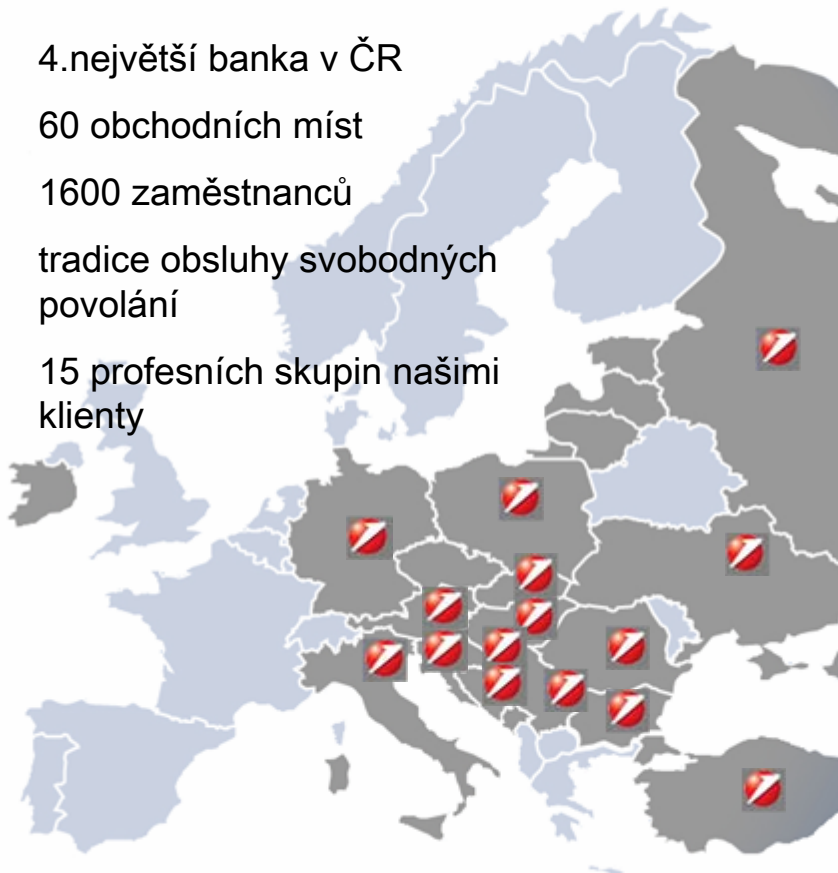 4.největší banka v ČR
60 obchodních míst
1600 zaměstnanců
tradice obsluhy svobodných
povolání
15 profesních skupin našimi
klienty